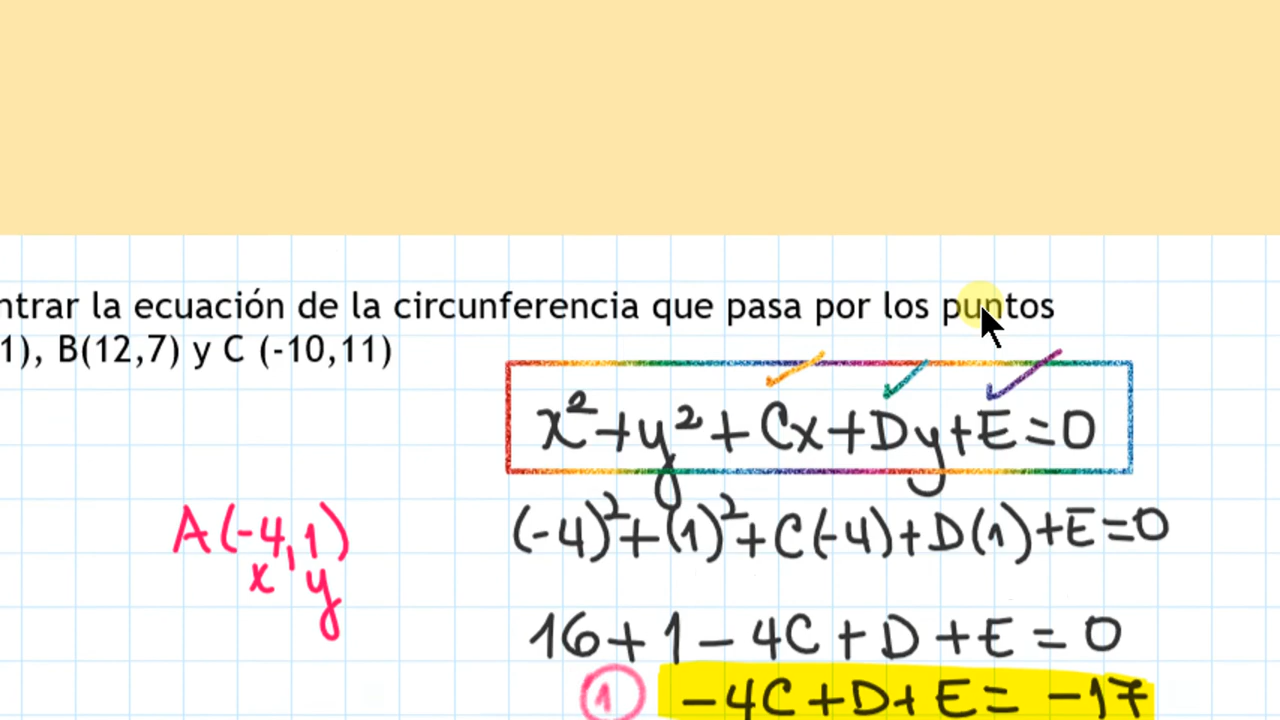 ntrar la ecuación de la circunferencia que pasa por los puntos
1), B(12,7) y C (-10,11)
x²+y²+Cx+Dy+E=0
A(-4,1)
x y
(-4)²+(1)²+C(-4)+D(1)+E=0
16+1-4C+D+E=0
1 -4C+D+E=-17